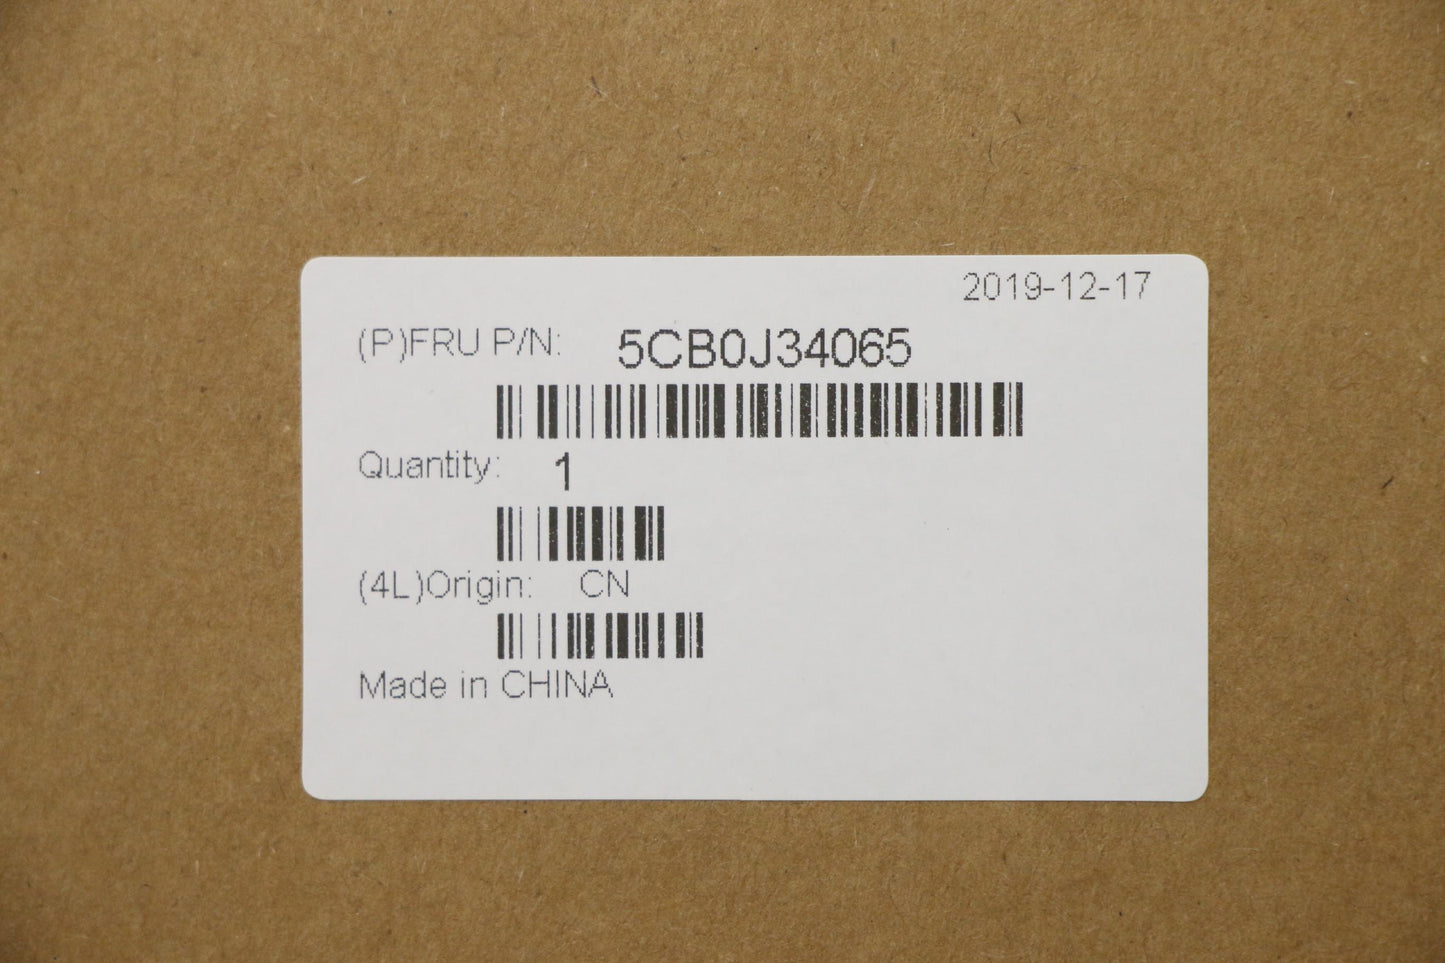 2019-12-17
(P)FRU P/N: 5CB0J34065
Quantity: 1
(4L)Origin: CN
Made in CHINA